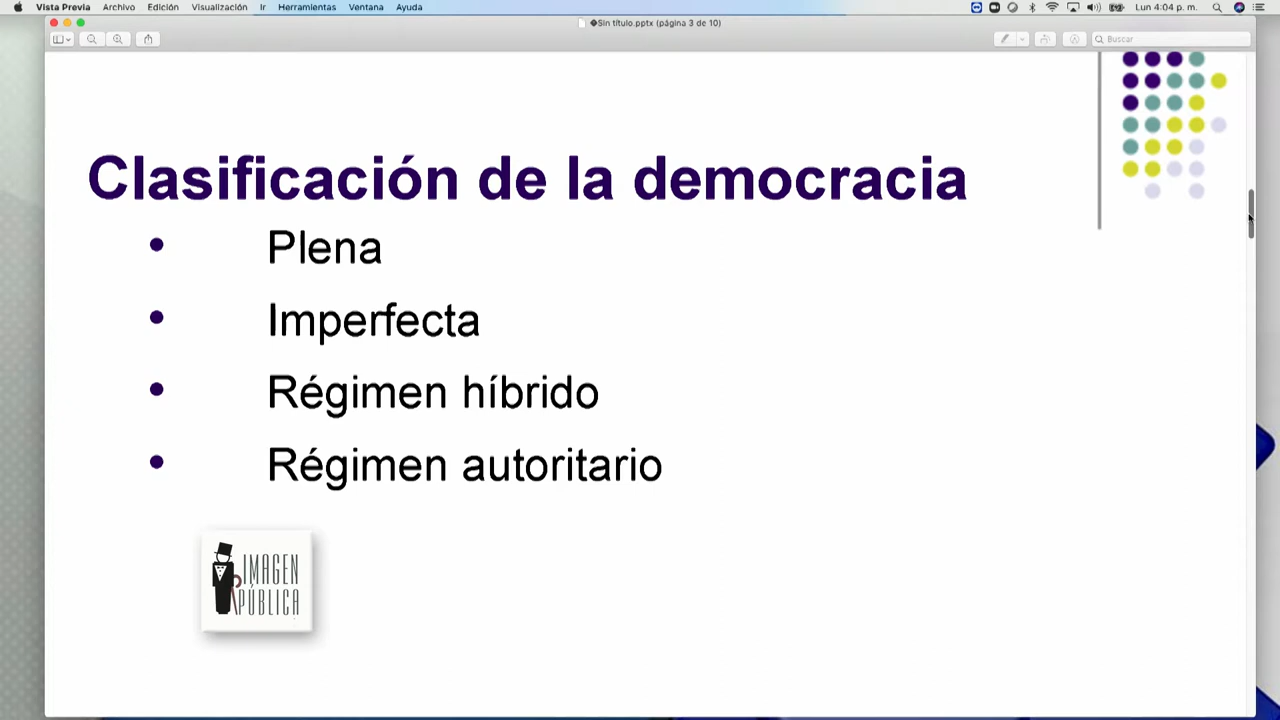 Vista Previa Archivo Edición Visualización Ir Herramientas Ventana Ayuda Lun 4:04 p. m.
Sin título.pptx (página 3 de 10)
Buscar
Clasificación de la democracia
• Plena
• Imperfecta
• Régimen híbrido
• Régimen autoritario
IMAGEN
PÚBLICA